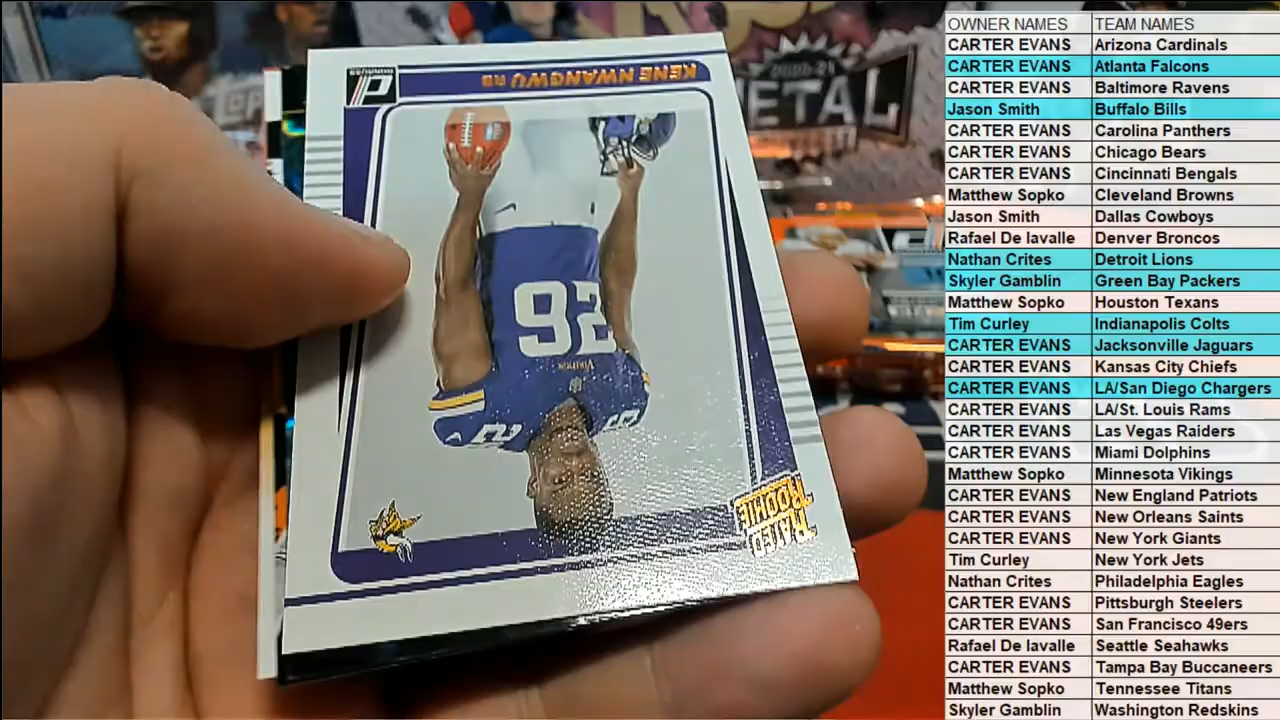 KENE NWANGWU RB
DONRUSS
26
VIKINGS
RATED
ROOKIE
TOPPS
2020-21
METAL
OWNER NAMES TEAM NAMES
CARTER EVANS Arizona Cardinals
CARTER EVANS Atlanta Falcons
CARTER EVANS Baltimore Ravens
Jason Smith Buffalo Bills
CARTER EVANS Carolina Panthers
CARTER EVANS Chicago Bears
CARTER EVANS Cincinnati Bengals
Matthew Sopko Cleveland Browns
Jason Smith Dallas Cowboys
Rafael De lavalle Denver Broncos
Nathan Crites Detroit Lions
Skyler Gamblin Green Bay Packers
Matthew Sopko Houston Texans
Tim Curley Indianapolis Colts
CARTER EVANS Jacksonville Jaguars
CARTER EVANS Kansas City Chiefs
CARTER EVANS LA/San Diego Chargers
CARTER EVANS LA/St. Louis Rams
CARTER EVANS Las Vegas Raiders
CARTER EVANS Miami Dolphins
Matthew Sopko Minnesota Vikings
CARTER EVANS New England Patriots
CARTER EVANS New Orleans Saints
CARTER EVANS New York Giants
Tim Curley New York Jets
Nathan Crites Philadelphia Eagles
CARTER EVANS Pittsburgh Steelers
CARTER EVANS San Francisco 49ers
Rafael De lavalle Seattle Seahawks
CARTER EVANS Tampa Bay Buccaneers
Matthew Sopko Tennessee Titans
Skyler Gamblin Washington Redskins